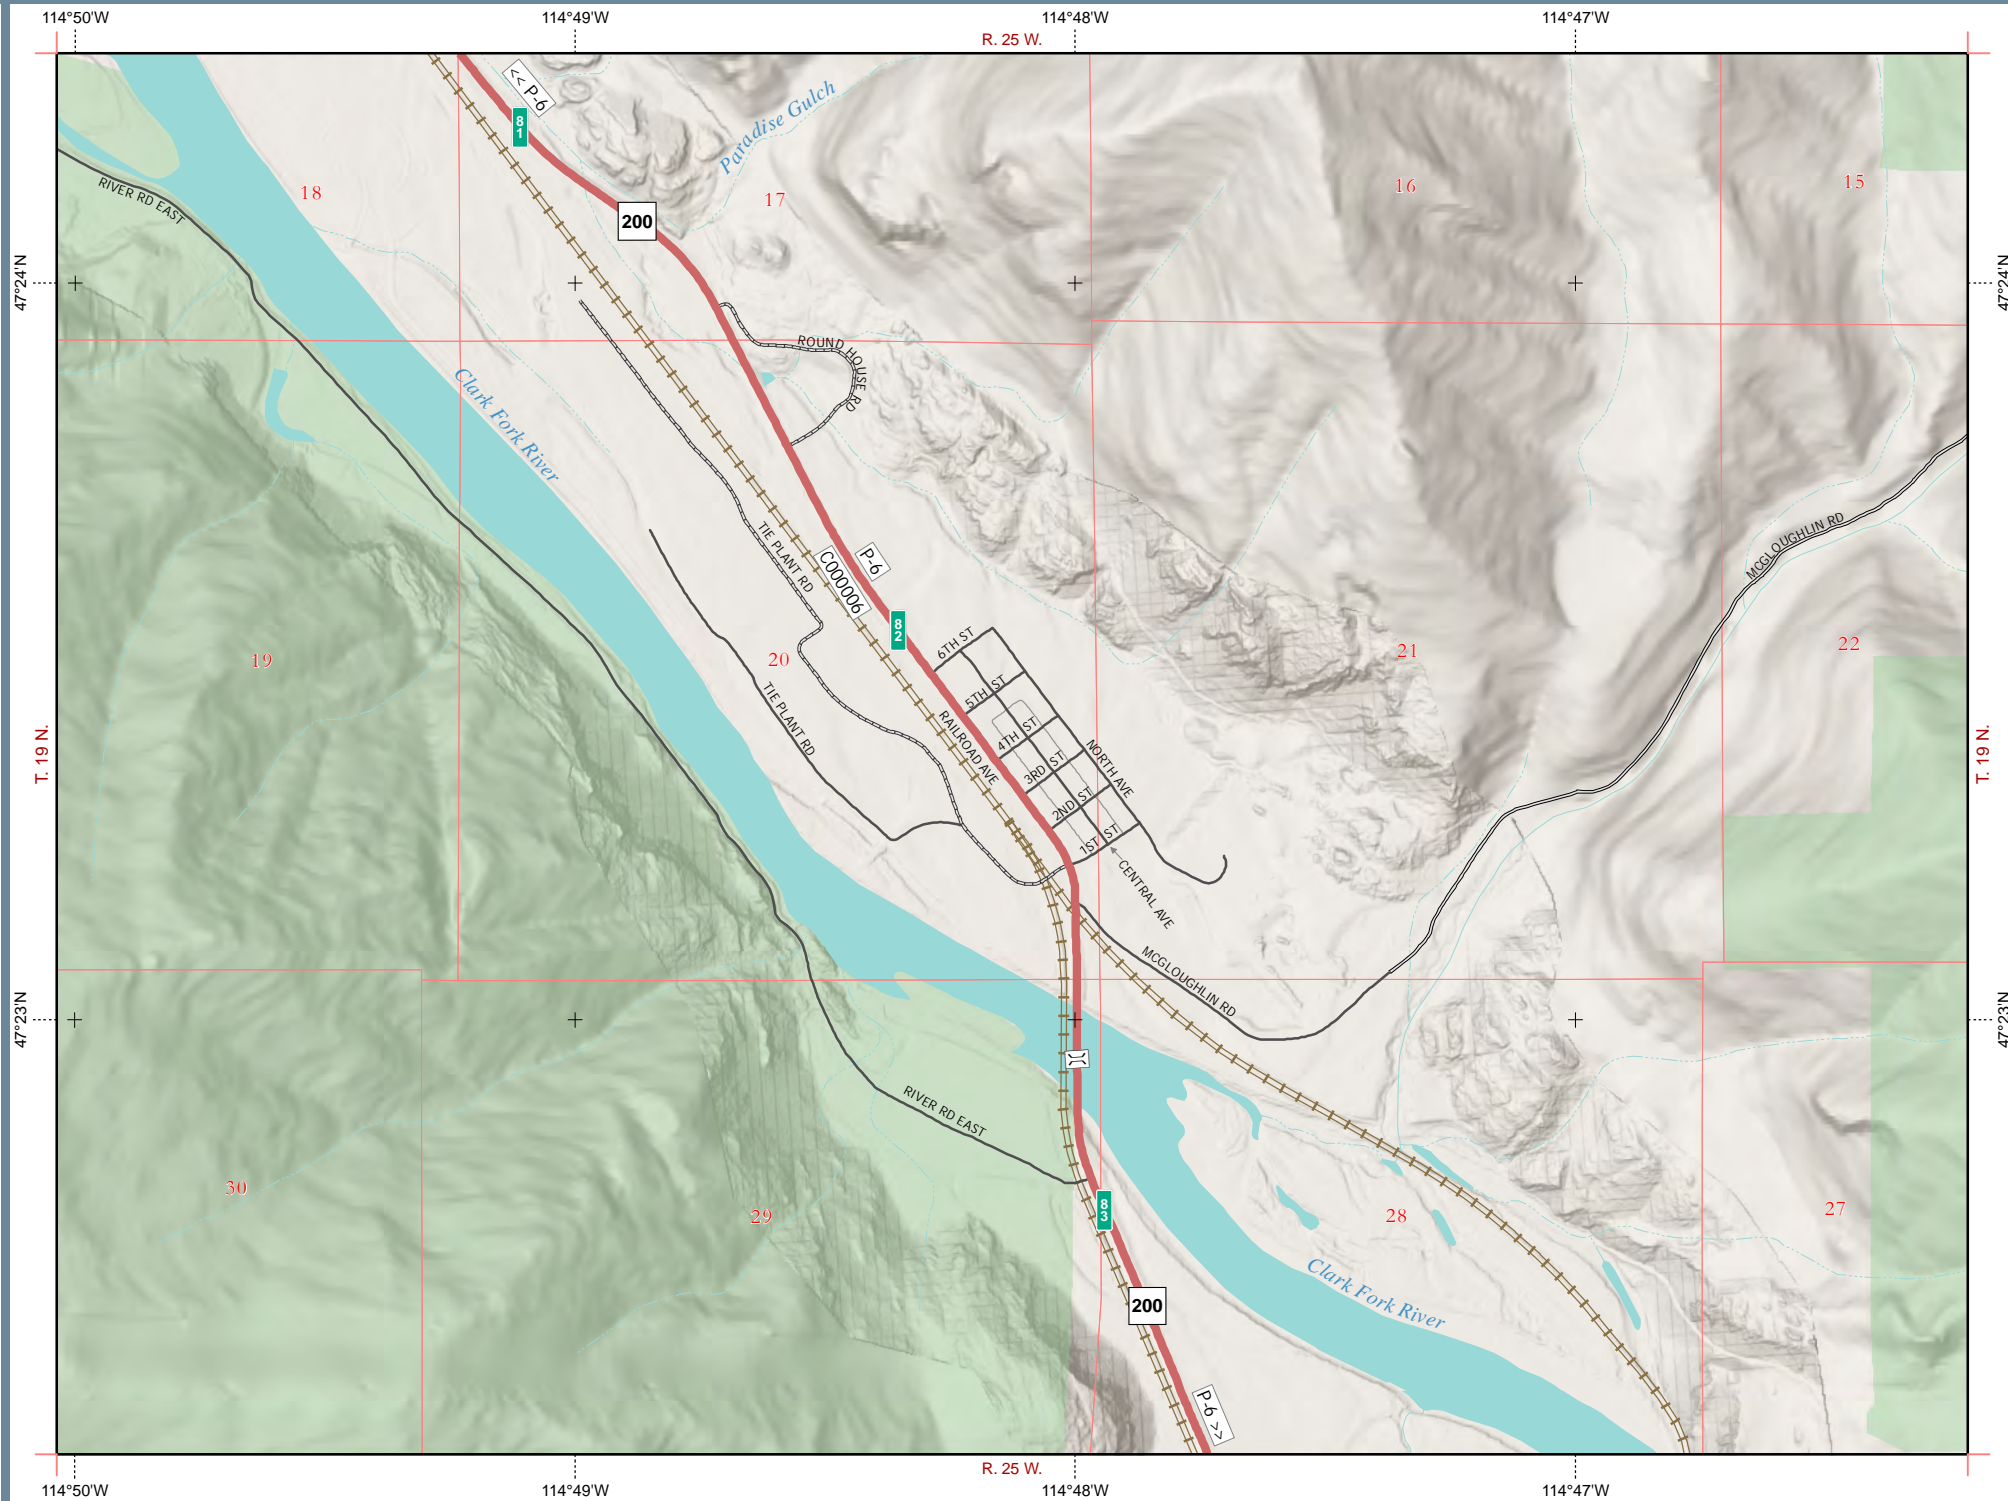 114°50'W 114°49'W 114°48'W 114°47'W
R. 25 W.
<< P-6
81
Paradise Gulch
18
17
16
15
RIVER RD EAST
200
47°24'N
47°24'N
ROUND HOUSE RD
Clark Fork River
MCGLOUGHLIN RD
TIE PLANT RD
P-6
C000006
82
6TH ST
19
20
21
22
5TH ST
TIE PLANT RD
RAILROAD AVE
4TH ST
NORTH AVE
3RD ST
2ND ST
1ST ST
CENTRAL AVE
T. 19 N.
T. 19 N.
MCGLOUGHLIN RD
47°23'N
47°23'N
RIVER RD EAST
30
29
83
28
27
Clark Fork River
200
P-6 >>
R. 25 W.
114°50'W 114°49'W 114°48'W 114°47'W